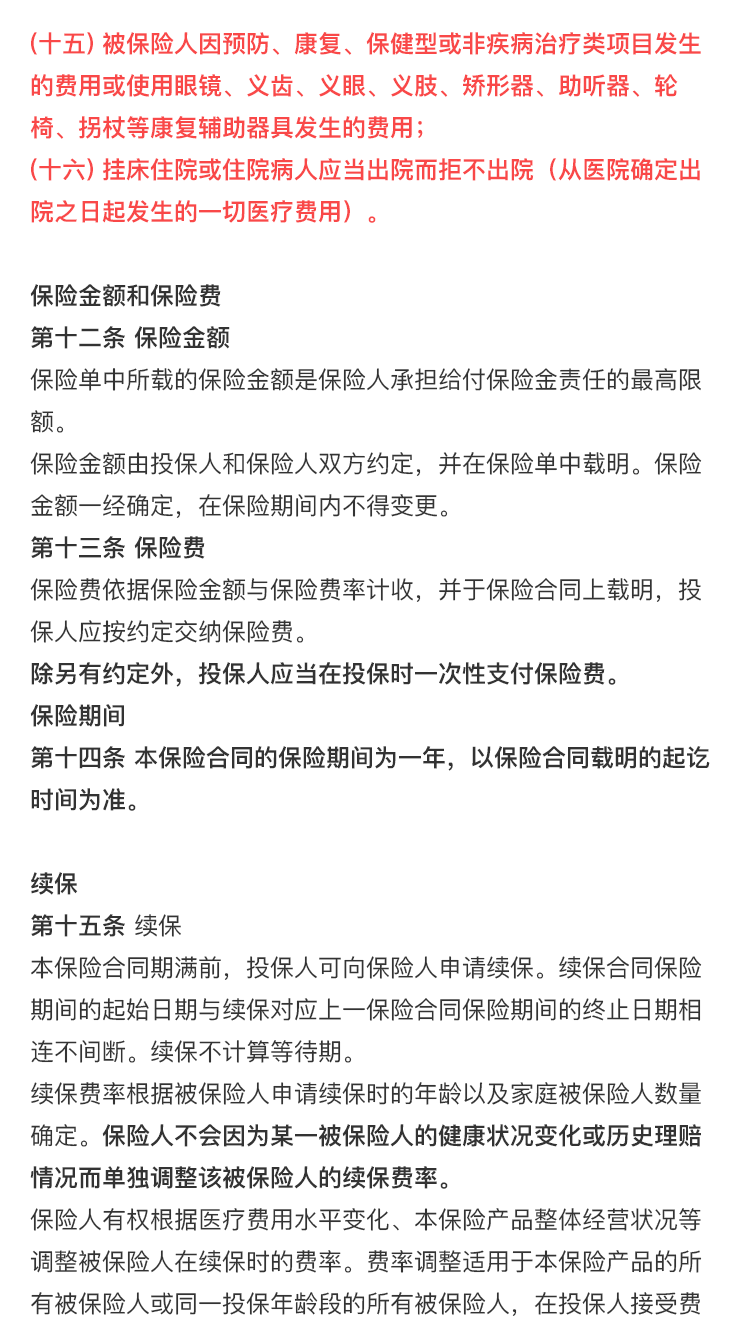 (十五) 被保险人因预防、康复、保健型或非疾病治疗类项目发生
的费用或使用眼镜、义齿、义眼、义肢、矫形器、助听器、轮
椅、拐杖等康复辅助器具发生的费用；
(十六) 挂床住院或住院病人应当出院而拒不出院（从医院确定出
院之日起发生的一切医疗费用）。
保险金额和保险费
第十二条 保险金额
保险单中所载的保险金额是保险人承担给付保险金责任的最高限
额。
保险金额由投保人和保险人双方约定，并在保险单中载明。保险
金额一经确定，在保险期间内不得变更。
第十三条 保险费
保险费依据保险金额与保险费率计收，并于保险合同上载明，投
保人应按约定交纳保险费。
除另有约定外，投保人应当在投保时一次性支付保险费。
保险期间
第十四条 本保险合同的保险期间为一年，以保险合同载明的起讫
时间为准。
续保
第十五条 续保
本保险合同期满前，投保人可向保险人申请续保。续保合同保险
期间的起始日期与续保对应上一保险合同保险期间的终止日期相
连不间断。续保不计算等待期。
续保费率根据被保险人申请续保时的年龄以及家庭被保险人数量
确定。保险人不会因为某一被保险人的健康状况变化或历史理赔
情况而单独调整该被保险人的续保费率。
保险人有权根据医疗费用水平变化、本保险产品整体经营状况等
调整被保险人在续保时的费率。费率调整适用于本保险产品的所
有被保险人或同一投保年龄段的所有被保险人，在投保人接受费